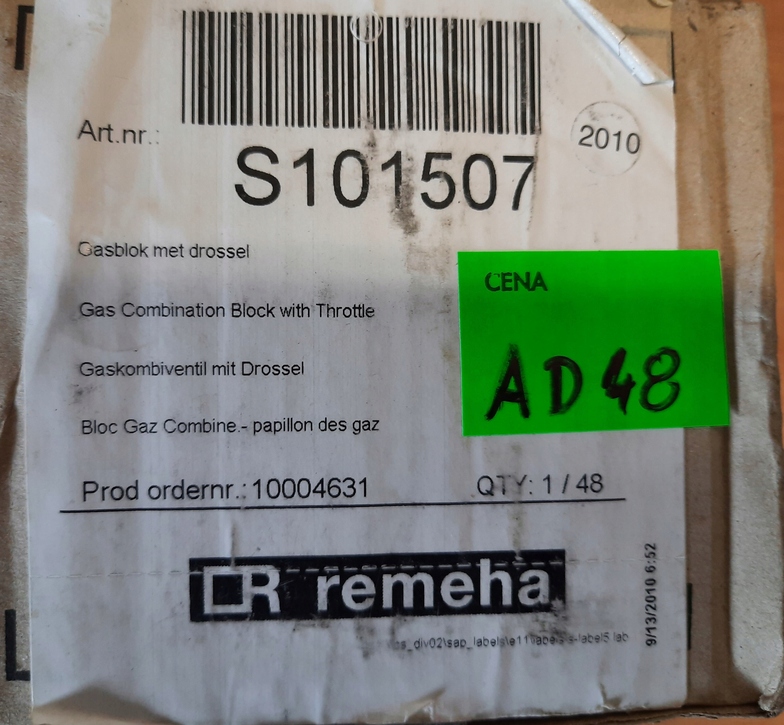 Art.nr.:
S101507
2010
Gasblok met drossel
Gas Combination Block with Throttle
Gaskombiventil mit Drossel
Bloc Gaz Combine.- papillon des gaz
CENA
AD48
Prod ordernr.: 10004631 QTY: 1 / 48
remeha
9/13/2010 6:52